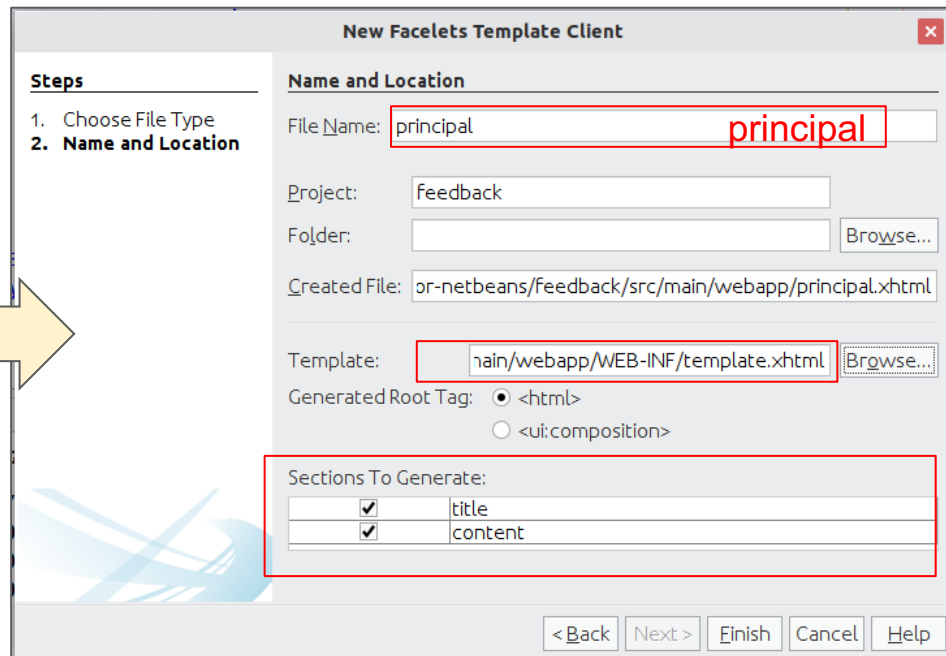 New Facelets Template Client
Steps
1. Choose File Type
2. Name and Location
Name and Location
File Name: principal principal
Project: feedback
Folder: Browse...
Created File: or-netbeans/feedback/src/main/webapp/principal.xhtml
Template: main/webapp/WEB-INF/template.xhtml Browse...
Generated Root Tag: <html>
<ui:composition>
Sections To Generate:
title
content
< Back Next > Finish Cancel Help